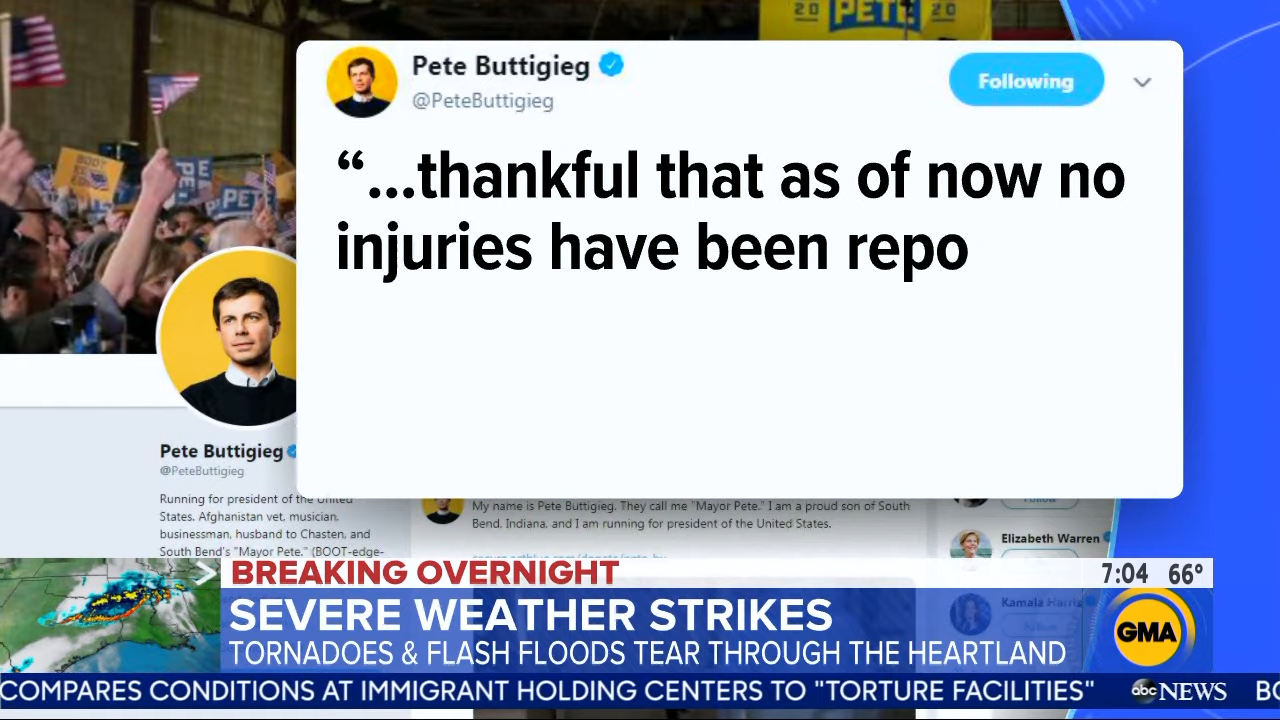 20 PETE 20
Pete Buttigieg
@PeteButtigieg
Following
“...thankful that as of now no
injuries have been repo
BOOT
PETE
Pete Buttigieg
@PeteButtigieg
Running for president of the United
States. Afghanistan vet, musician,
businessman, husband to Chasten, and
South Bend's "Mayor Pete." (BOOT-edge-
My name is Pete Buttigieg. They call me "Mayor Pete." I am a proud son of South
Bend, Indiana, and I am running for president of the United States.
Elizabeth Warren
Kamala Harris
BREAKING OVERNIGHT
7:04 66°
SEVERE WEATHER STRIKES
TORNADOES & FLASH FLOODS TEAR THROUGH THE HEARTLAND
GMA
COMPARES CONDITIONS AT IMMIGRANT HOLDING CENTERS TO "TORTURE FACILITIES"
abc NEWS